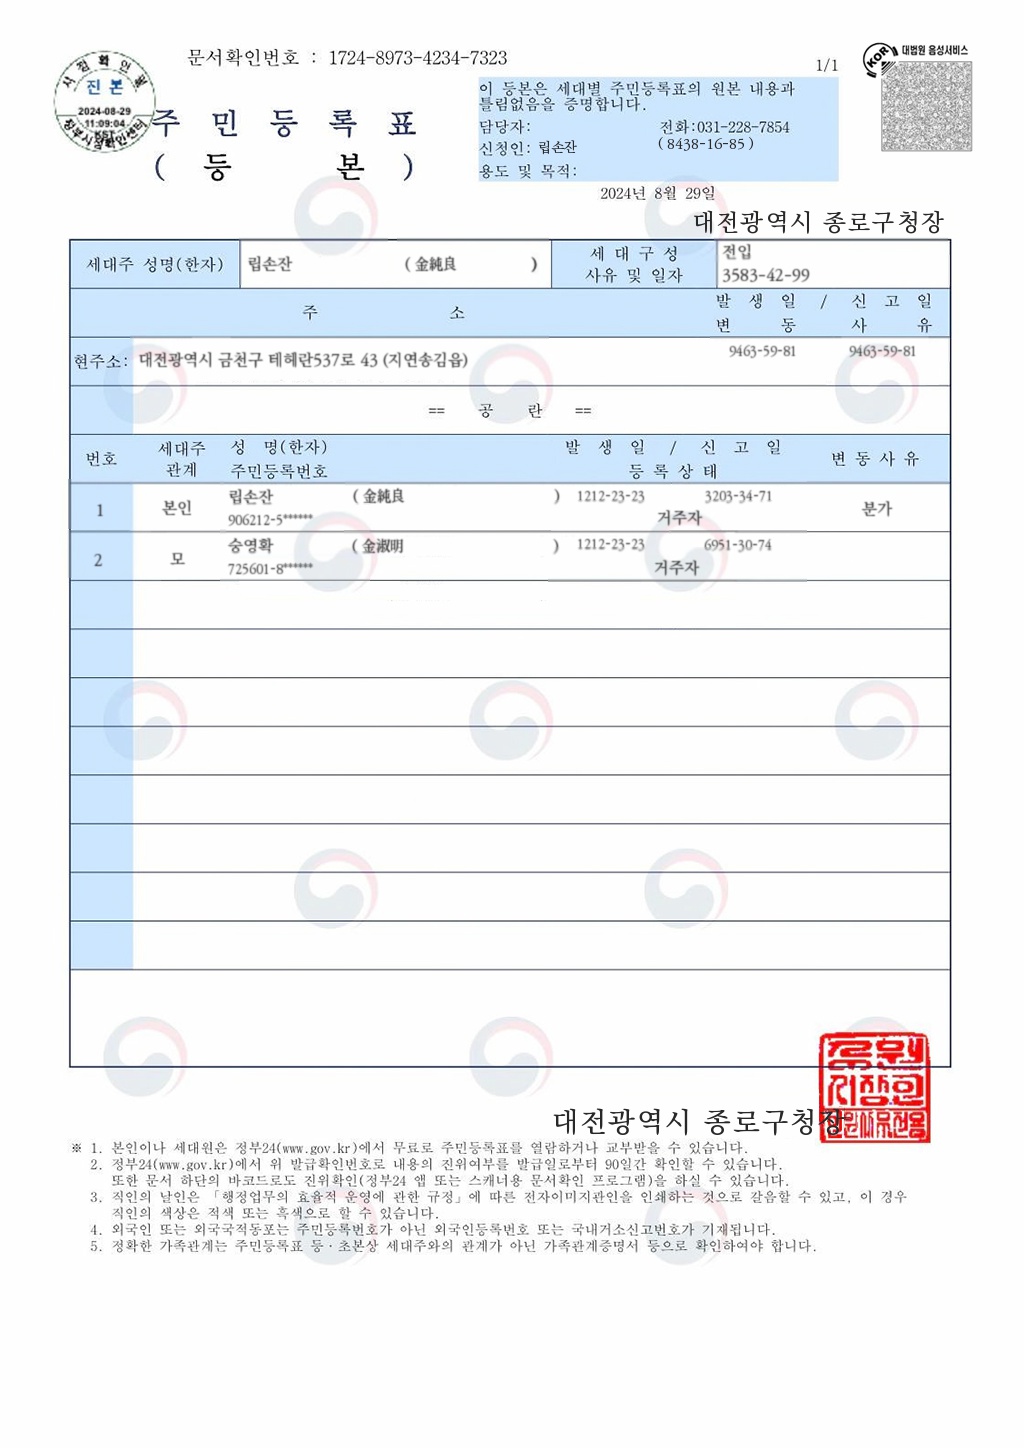 문서확인번호 : 1724-8973-4234-7323
시점확인필
진본
2024-08-29
11:09:04
KST
정부시점확인센터
1/1
KOR
대법원 음성서비스
주 민 등 록 표
( 등 본 )
이 등본은 세대별 주민등록표의 원본 내용과
틀림없음을 증명합니다.
담당자: 전화:031-228-7854
신청인: 림손잔 (8438-16-85 )
용도 및 목적:
2024년 8월 29일
대전광역시 종로구청장
세대주 성명(한자) 림손잔 ( 金純良 )
세 대 구 성
사유 및 일자
전입
3583-42-99
주 소
발 생 일 / 신 고 일
변 동 사 유
현주소: 대전광역시 금천구 테헤란537로 43 (지연송김읍)
9463-59-81 9463-59-81
== 공 란 ==
번호
세대주
관계
성 명(한자)
주민등록번호
발 생 일 / 신 고 일
등 록 상 태
변 동 사 유
1 본인 림손잔 ( 金純良 ) 1212-23-23 3203-34-71 분가
906212-5****** 거주자
2 모 숭영확 ( 金淑明 ) 1212-23-23 6951-30-74
725601-8****** 거주자
대전광역시 종로구청장
※ 1. 본인이나 세대원은 정부24(www.gov.kr)에서 무료로 주민등록표를 열람하거나 교부받을 수 있습니다.
2. 정부24(www.gov.kr)에서 위 발급확인번호로 내용의 진위여부를 발급일로부터 90일간 확인할 수 있습니다.
또한 문서 하단의 바코드로도 진위확인(정부24 앱 또는 스캐너용 문서확인 프로그램)을 하실 수 있습니다.
3. 직인의 날인은 「행정업무의 효율적 운영에 관한 규정」에 따른 전자이미지관인을 인쇄하는 것으로 갈음할 수 있고, 이 경우
직인의 색상은 적색 또는 흑색으로 할 수 있습니다.
4. 외국인 또는 외국국적동포는 주민등록번호가 아닌 외국인등록번호 또는 국내거소신고번호가 기재됩니다.
5. 정확한 가족관계는 주민등록표 등·초본상 세대주와의 관계가 아닌 가족관계증명서 등으로 확인하여야 합니다.